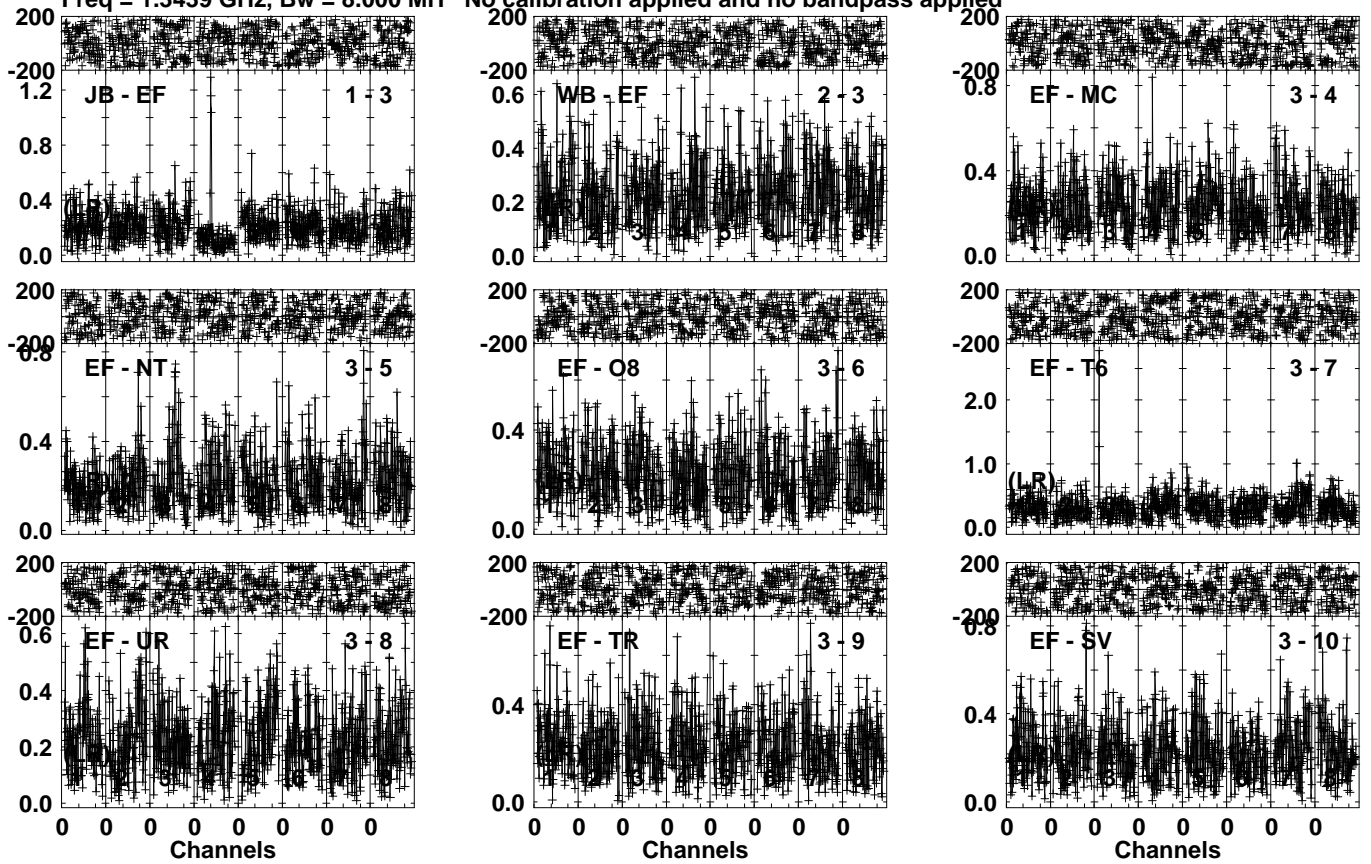 Freq = 1.5459 GHz, Bw = 8.000 MH No calibration applied and no bandpass applied
200 200 200
-200 -200 -200
JB - EF 1 - 3 WB - EF 2 - 3 EF - MC 3 - 4
1.2 0.6 0.8
0.8 0.4 0.4
0.4 0.2
0.0 0.0 0.0
1 2 3 4 5 6 7 8
200 200 200
-200 -200 -200
EF - NT 3 - 5 EF - O8 3 - 6 EF - T6 3 - 7
0.8 2.0
0.4 0.4 1.0
(LR)
0.0 0.0 0.0
200 200 200
-200 -200 -200
EF - UR 3 - 8 EF - TR 3 - 9 EF - SV 3 - 10
0.6 0.8
0.4 0.4 0.4
0.2
0.0 0.0 0.0
0 0 0 0 0 0 0 0 0 0 0 0 0 0 0 0 0 0 0 0 0 0 0 0
Channels Channels Channels